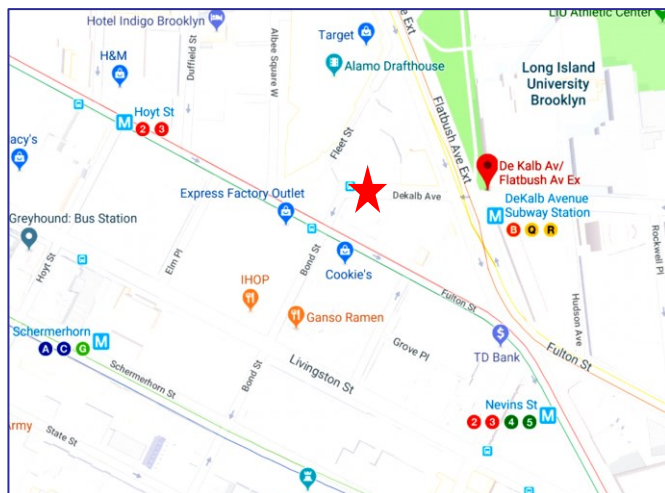 Hotel Indigo Brooklyn
Target
LIU Athletic Center
H&M
Duffield St
Albee Square W
Alamo Drafthouse
Long Island
University
Brooklyn
Flatbush Ave Ext
Hoyt St
M
2 3
acy's
Fleet St
De Kalb Av/
Flatbush Av Ex
Dekalb Ave
DeKalb Avenue
Subway Station
M
B Q R
Express Factory Outlet
Greyhound: Bus Station
Hoyt St
Elm Pl
Bond St
Cookie's
Rockwell Pl
IHOP
Ganso Ramen
Fulton St
Hudson Ave
Schermerhorn
M
A C G
Grove Pl
$
TD Bank
Fulton St
Livingston St
Schermerhorn St
Bond St
Nevins St
M
2 3 4 5
Army
State St